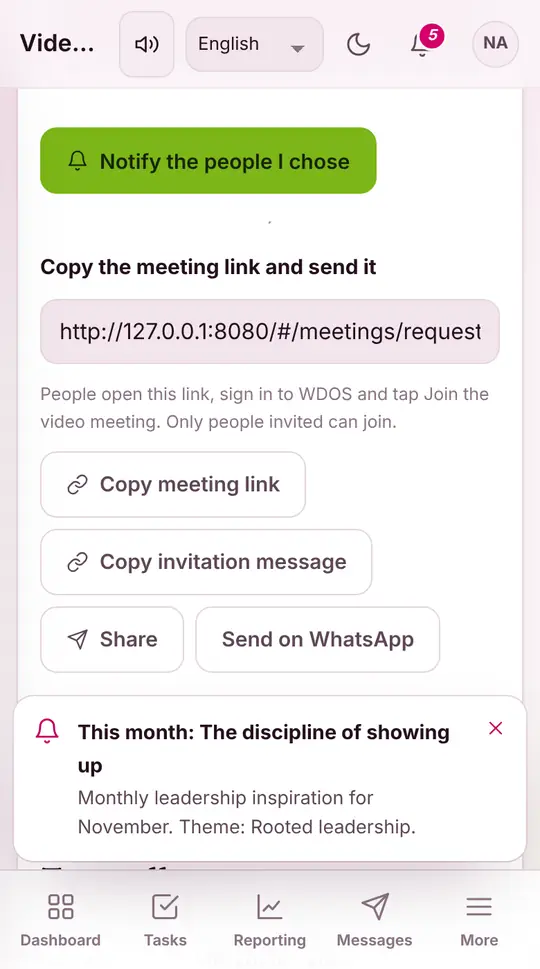 Vide...
English
5
NA
Notify the people I chose
Copy the meeting link and send it
http://127.0.0.1:8080/#/meetings/request
People open this link, sign in to WDOS and tap Join the
video meeting. Only people invited can join.
Copy meeting link
Copy invitation message
Share
Send on WhatsApp
This month: The discipline of showing
up
Monthly leadership inspiration for
November. Theme: Rooted leadership.
Dashboard
Tasks
Reporting
Messages
More